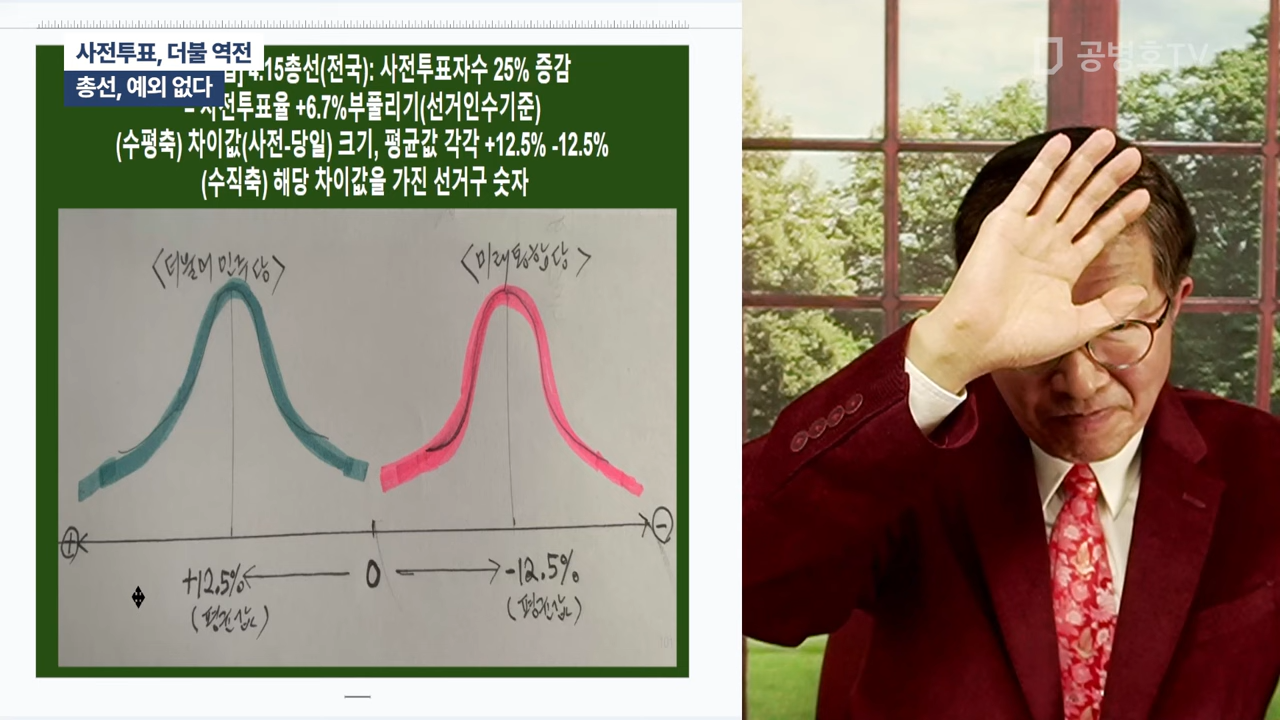 사전투표, 더불 역전
총선, 예외 없다
4.15총선(전국): 사전투표자수 25% 증감
사전투표율 +6.7%부풀리기(선거인수기준)
(수평축) 차이값(사전-당일) 크기, 평균값 각각 +12.5% -12.5%
(수직축) 해당 차이값을 가진 선거구 숫자
<더불어민주당> <미래통합당>
+ -
+12.5% 0 -12.5%
(평균값) (평균값)
101
공병호TV